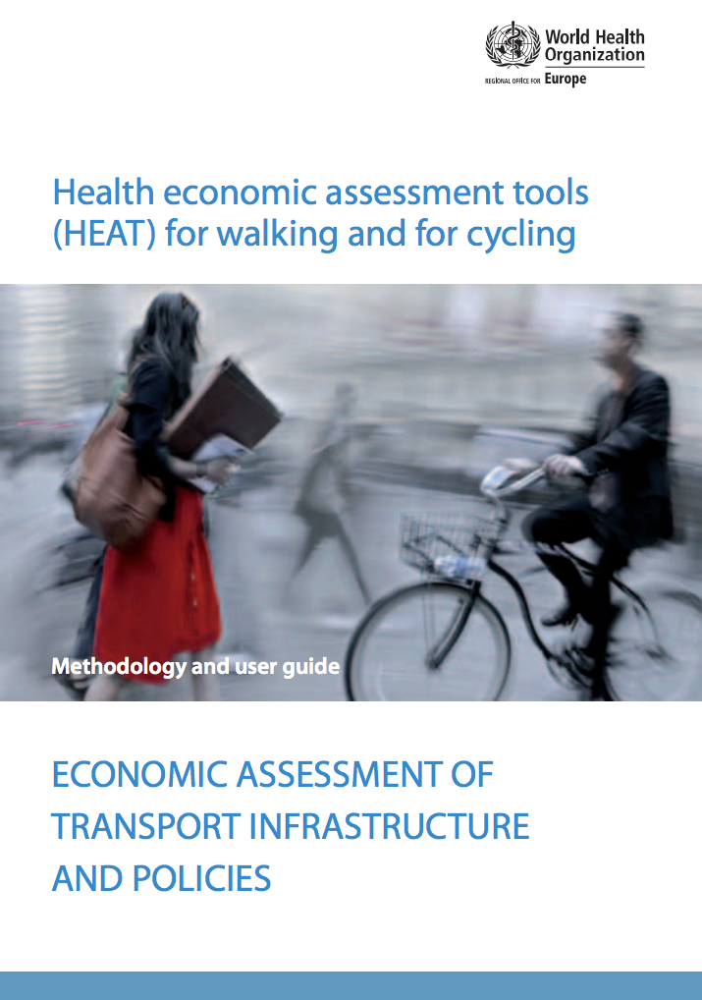 World Health
Organization
REGIONAL OFFICE FOR Europe
Health economic assessment tools
(HEAT) for walking and for cycling
Methodology and user guide
ECONOMIC ASSESSMENT OF
TRANSPORT INFRASTRUCTURE
AND POLICIES